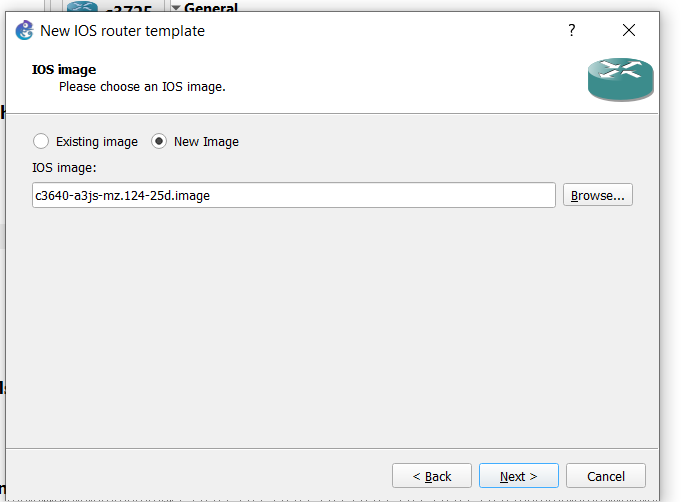 c3725
General
New IOS router template
?
IOS image
Please choose an IOS image.
Existing image
New Image
IOS image:
c3640-a3js-mz.124-25d.image
Browse...
< Back
Next >
Cancel